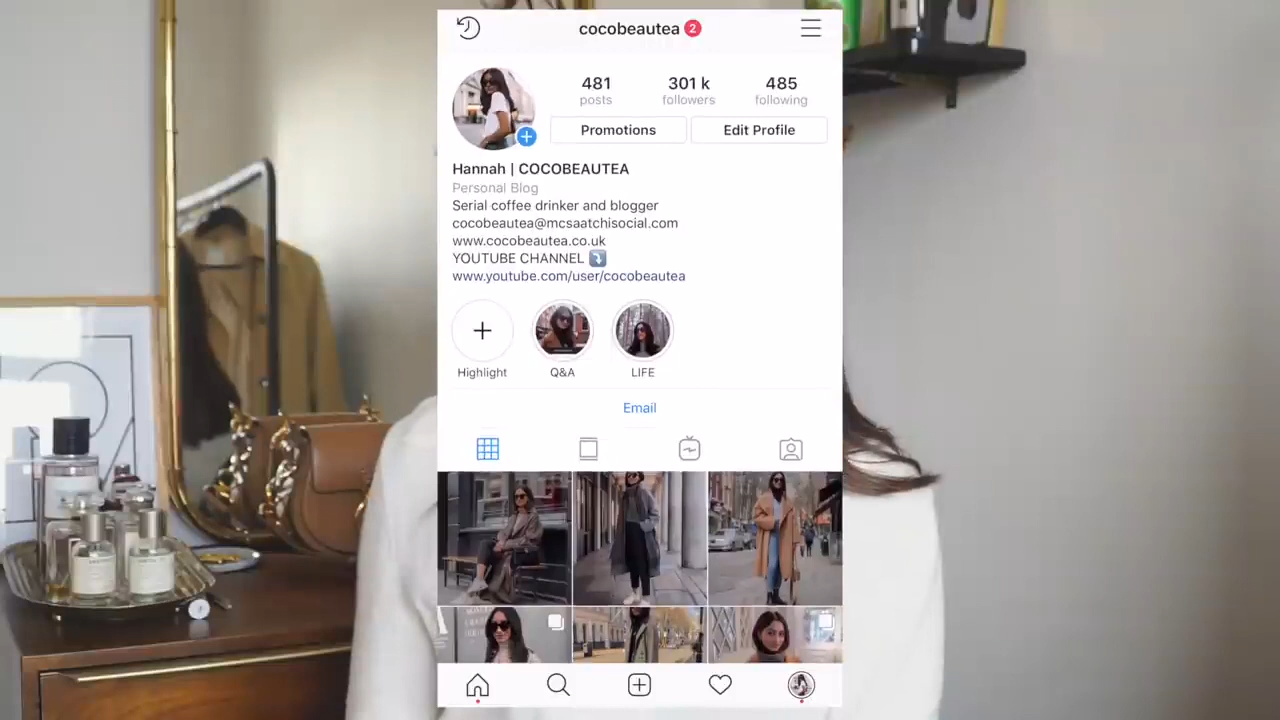 cocobeautea 2
481 301 k 485
posts followers following
Promotions Edit Profile
Hannah | COCOBEAUTEA
Personal Blog
Serial coffee drinker and blogger
cocobeautea@mcsaatchisocial.com
www.cocobeautea.co.uk
YOUTUBE CHANNEL
www.youtube.com/user/cocobeautea
Highlight Q&A LIFE
Email